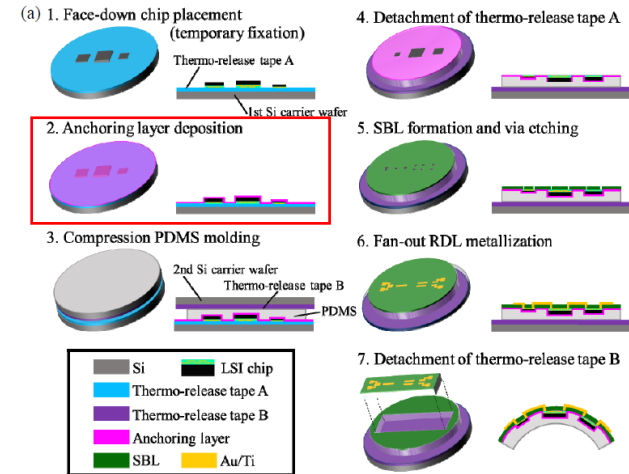 (a) 1. Face-down chip placement
(temporary fixation)
Thermo-release tape A
1st Si carrier wafer
2. Anchoring layer deposition
3. Compression PDMS molding
2nd Si carrier wafer
Thermo-release tape B
PDMS
Si
LSI chip
Thermo-release tape A
Thermo-release tape B
Anchoring layer
SBL
Au/Ti
4. Detachment of thermo-release tape A
5. SBL formation and via etching
6. Fan-out RDL metallization
7. Detachment of thermo-release tape B